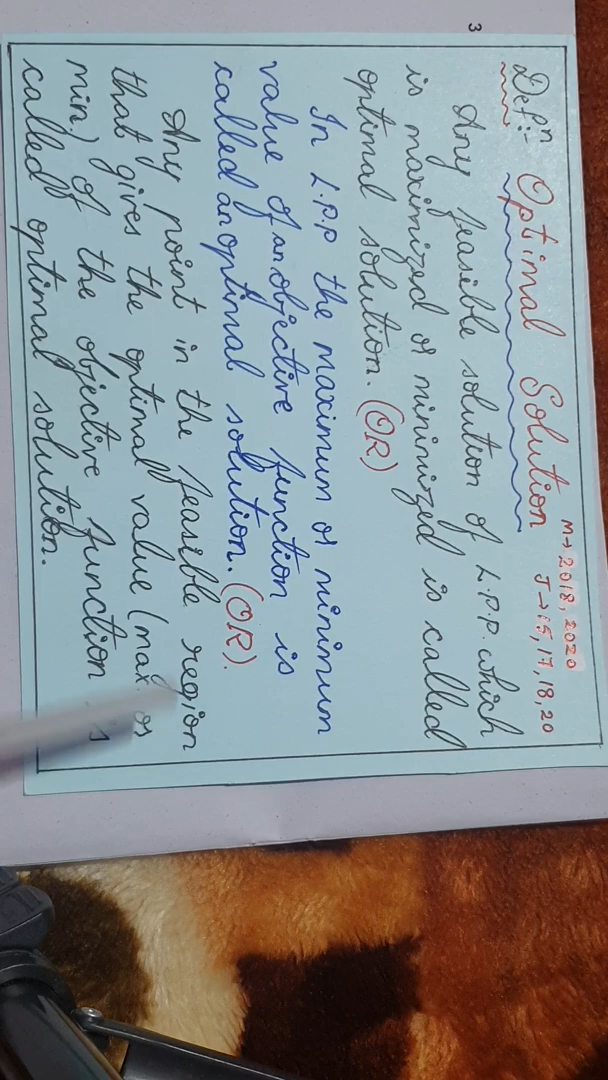 3
M→2018, 2020
Defⁿ:- Optimal Solution J→15, 17, 18, 20
Any feasible solution of L.P.P. which
is maximized or minimized is called
optimal solution. (OR)
In L.P.P the maximum or minimum
value of an objective function is
called an optimal solution. (OR).
Any point in the feasible region
that gives the optimal value (max. or
min.) of the objective function is
called optimal solution.